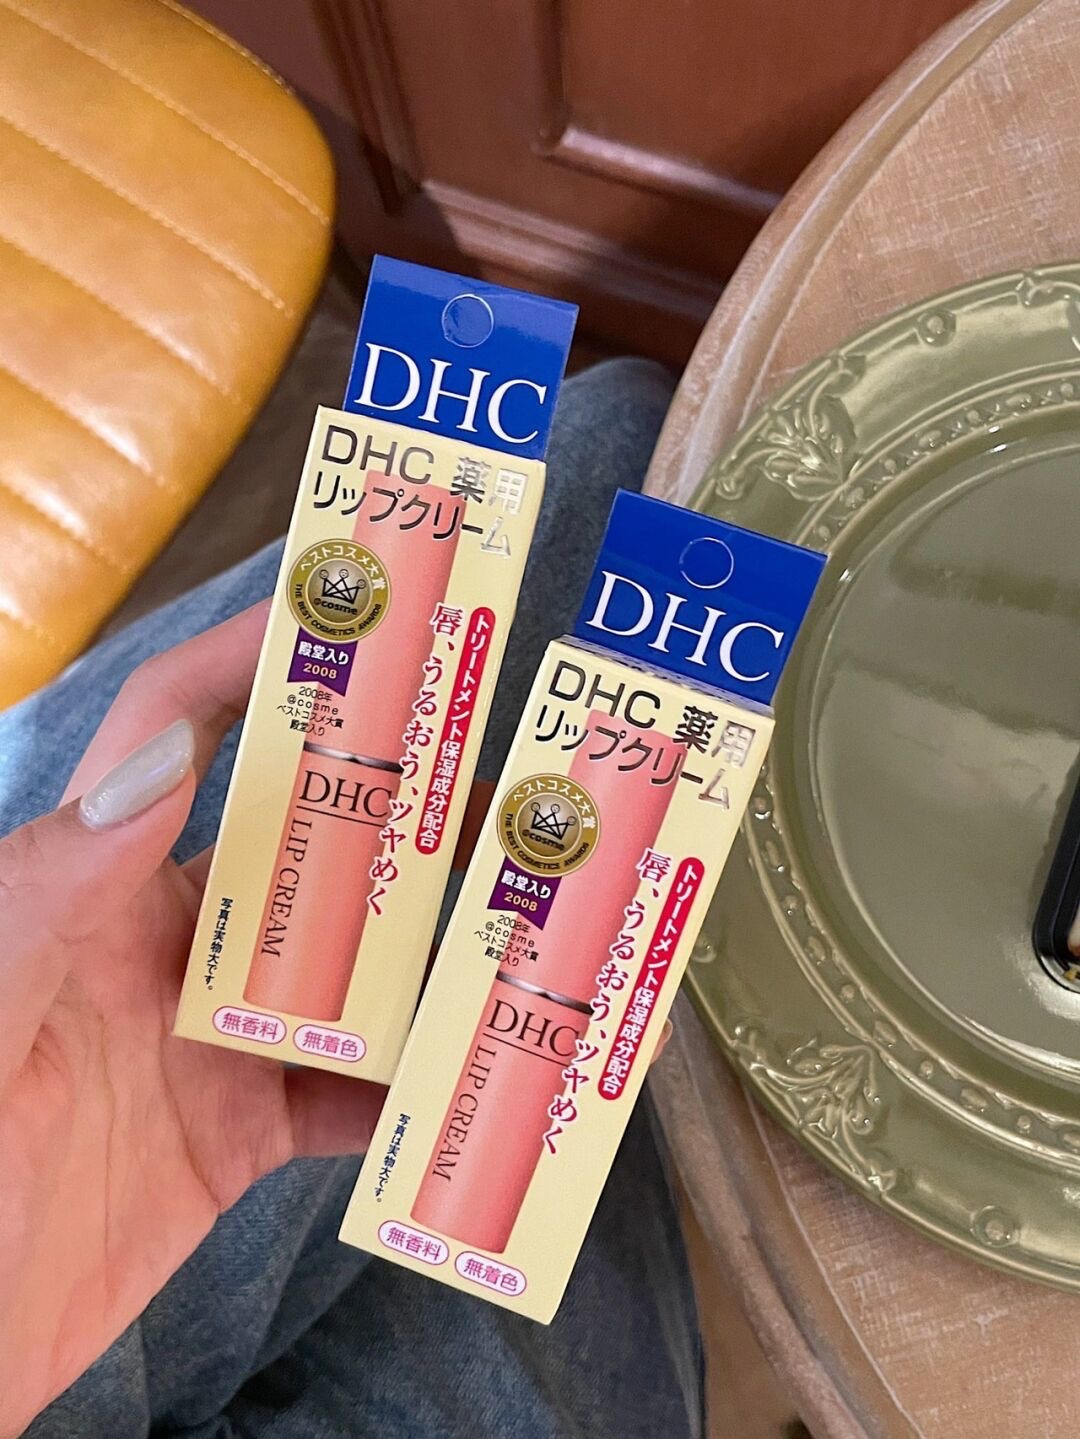 DHC
DHC 薬用
リップクリーム
ベストコスメ大賞
@cosme
THE BEST COSMETICS AWARDS
殿堂入り
2008
2008年
@cosme
ベストコスメ大賞
殿堂入り
トリートメント保湿成分配合
唇、うるおう、ツヤめく
DHC
LIP CREAM
写真は実物大です。
無香料 無着色
DHC
DHC 薬用
リップクリーム
ベストコスメ大賞
@cosme
THE BEST COSMETICS AWARDS
殿堂入り
2008
2008年
@cosme
ベストコスメ大賞
殿堂入り
トリートメント保湿成分配合
唇、うるおう、ツヤめく
DHC
LIP CREAM
写真は実物大です。
無香料 無着色